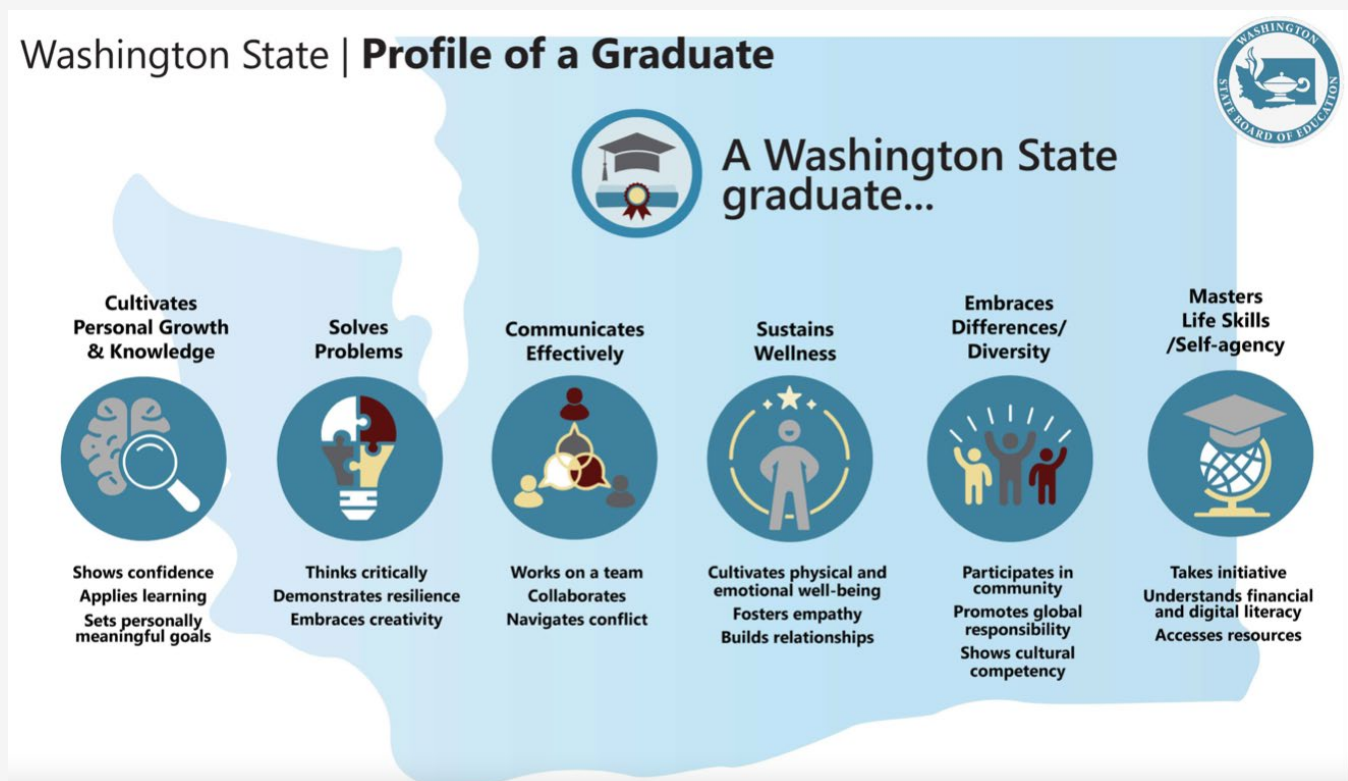 Washington State | Profile of a Graduate
WASHINGTON
STATE BOARD OF EDUCATION
A Washington State
graduate...
Cultivates
Personal Growth
& Knowledge
Shows confidence
Applies learning
Sets personally
meaningful goals
Solves
Problems
Thinks critically
Demonstrates resilience
Embraces creativity
Communicates
Effectively
Works on a team
Collaborates
Navigates conflict
Sustains
Wellness
Cultivates physical and
emotional well-being
Fosters empathy
Builds relationships
Embraces
Differences/
Diversity
Participates in
community
Promotes global
responsibility
Shows cultural
competency
Masters
Life Skills
/Self-agency
Takes initiative
Understands financial
and digital literacy
Accesses resources